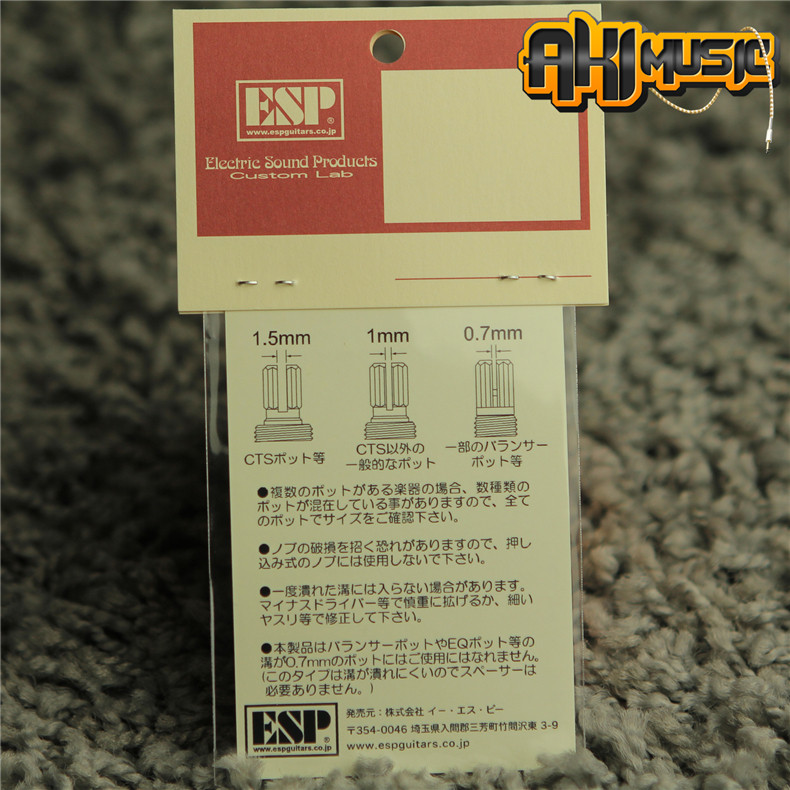 AKI MUSIC
ESP®
www.espguitars.co.jp
Electric Sound Products
Custom Lab
1.5mm
1mm
0.7mm
CTSポット等
CTS以外の
一般的なポット
一部のバランサー
ポット等
●複数のポットがある楽器の場合、数種類の
ポットが混在している事がありますので、全て
のポットでサイズをご確認下さい。
●ノブの破損を招く恐れがありますので、押し
込み式のノブには使用しないで下さい。
●一度潰れた溝には入らない場合があります。
マイナスドライバー等で慎重に拡げるか、細い
ヤスリ等で修正して下さい。
●本製品はバランサーポットやEQポット等の
溝が0.7mmのポットにはご使用にはなれません。
(このタイプは溝が潰れにくいのでスペーサーは
必要ありません。)
ESP®
www.espguitars.co.jp
発売元：株式会社 イー・エス・ピー
〒354-0046 埼玉県入間郡三芳町竹間沢東 3-9
www.espguitars.co.jp